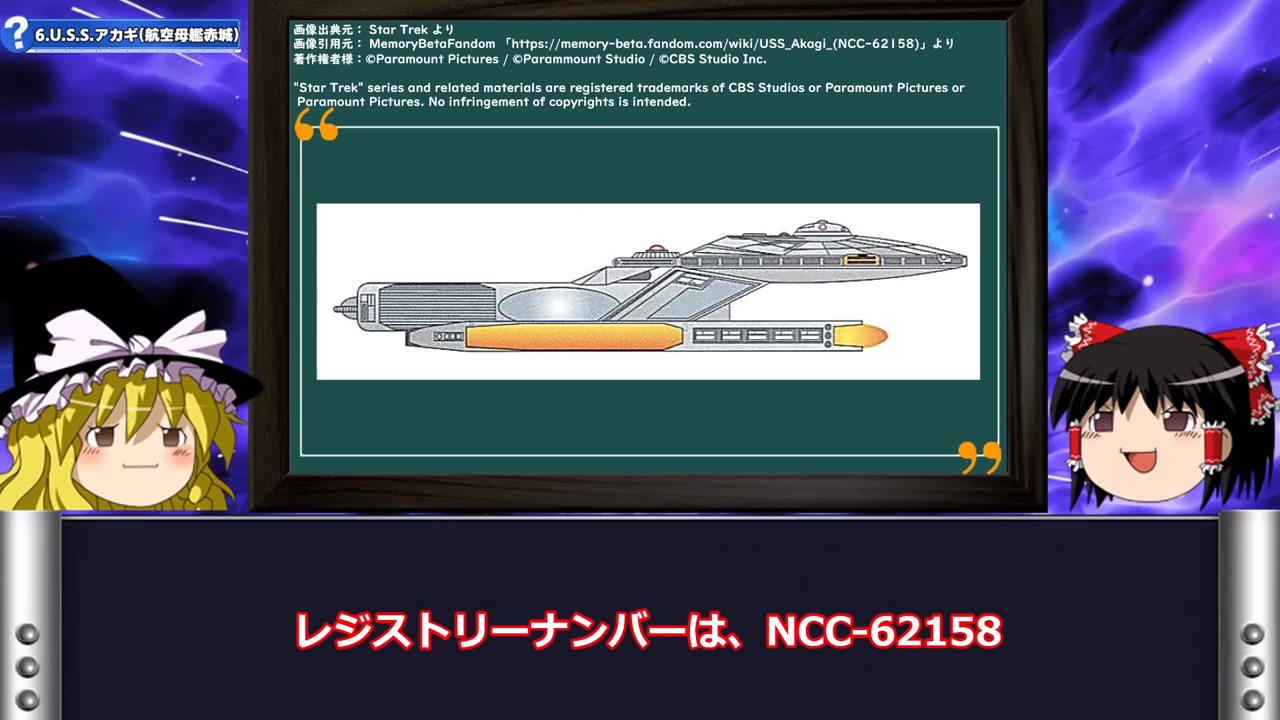 6.U.S.S.アカギ(航空母艦赤城)
画像出典元： Star Trek より
画像引用元： MemoryBetaFandom 「https://memory-beta.fandom.com/wiki/USS_Akagi_(NCC-62158)」より
著作権者様：©Paramount Pictures / ©Parammount Studio / ©CBS Studio Inc.
"Star Trek" series and related materials are registered trademarks of CBS Studios or Paramount Pictures or
Paramount Pictures. No infringement of copyrights is intended.
レジストリーナンバーは、NCC-62158